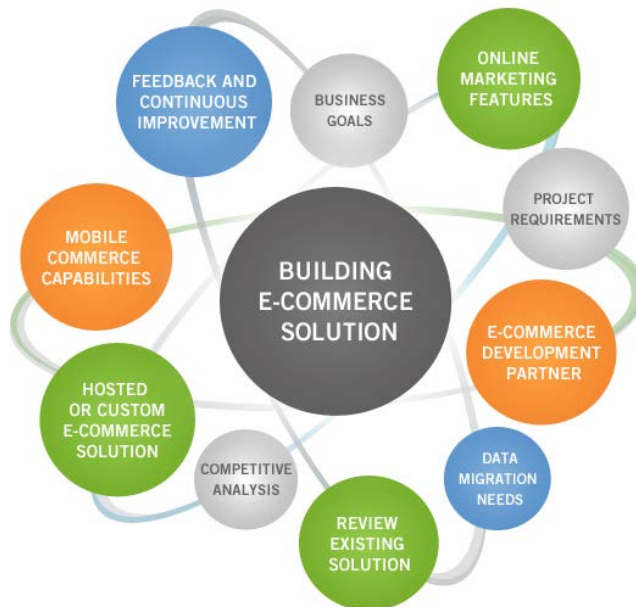 FEEDBACK AND
CONTINUOUS
IMPROVEMENT
BUSINESS
GOALS
ONLINE
MARKETING
FEATURES
PROJECT
REQUIREMENTS
MOBILE
COMMERCE
CAPABILITIES
BUILDING
E-COMMERCE
SOLUTION
E-COMMERCE
DEVELOPMENT
PARTNER
HOSTED
OR CUSTOM
E-COMMERCE
SOLUTION
COMPETITIVE
ANALYSIS
DATA
MIGRATION
NEEDS
REVIEW
EXISTING
SOLUTION